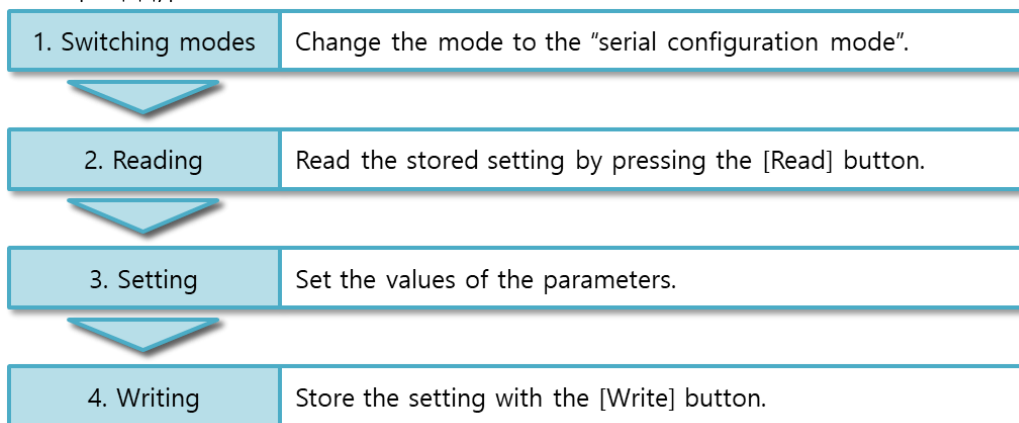 1. Switching modes
Change the mode to the “serial configuration mode”.
2. Reading
Read the stored setting by pressing the [Read] button.
3. Setting
Set the values of the parameters.
4. Writing
Store the setting with the [Write] button.